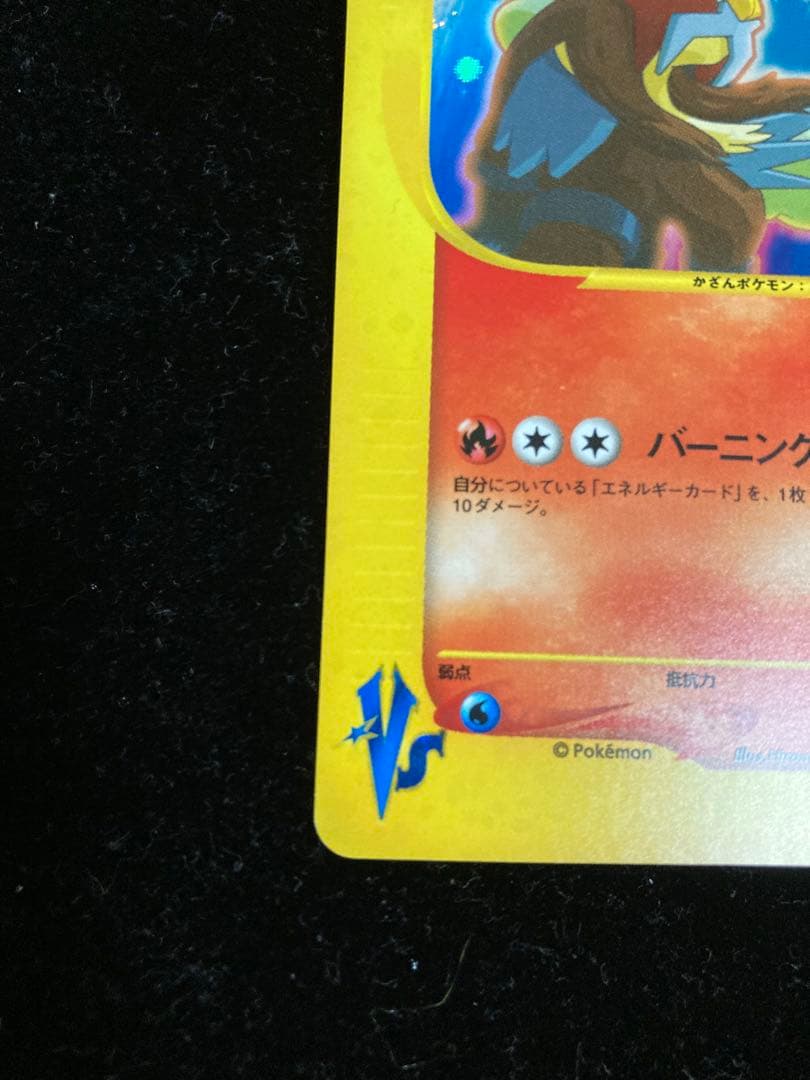 かざんポケモン：
バーニング
自分についている「エネルギーカード」を、1枚
10ダメージ。
弱点
抵抗力
VS
© Pokémon
Illus.